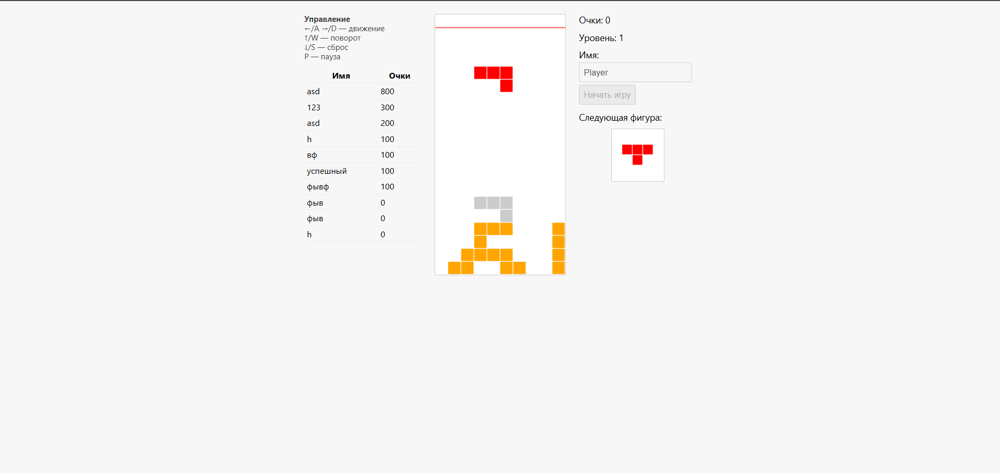 Управление
←/A →/D — движение
↑/W — поворот
↓/S — сброс
P — пауза
Имя Очки
asd 800
123 300
asd 200
h 100
вф 100
успешный 100
фывф 100
фыв 0
фыв 0
h 0
Очки: 0
Уровень: 1
Имя:
Player
Начать игру
Следующая фигура: